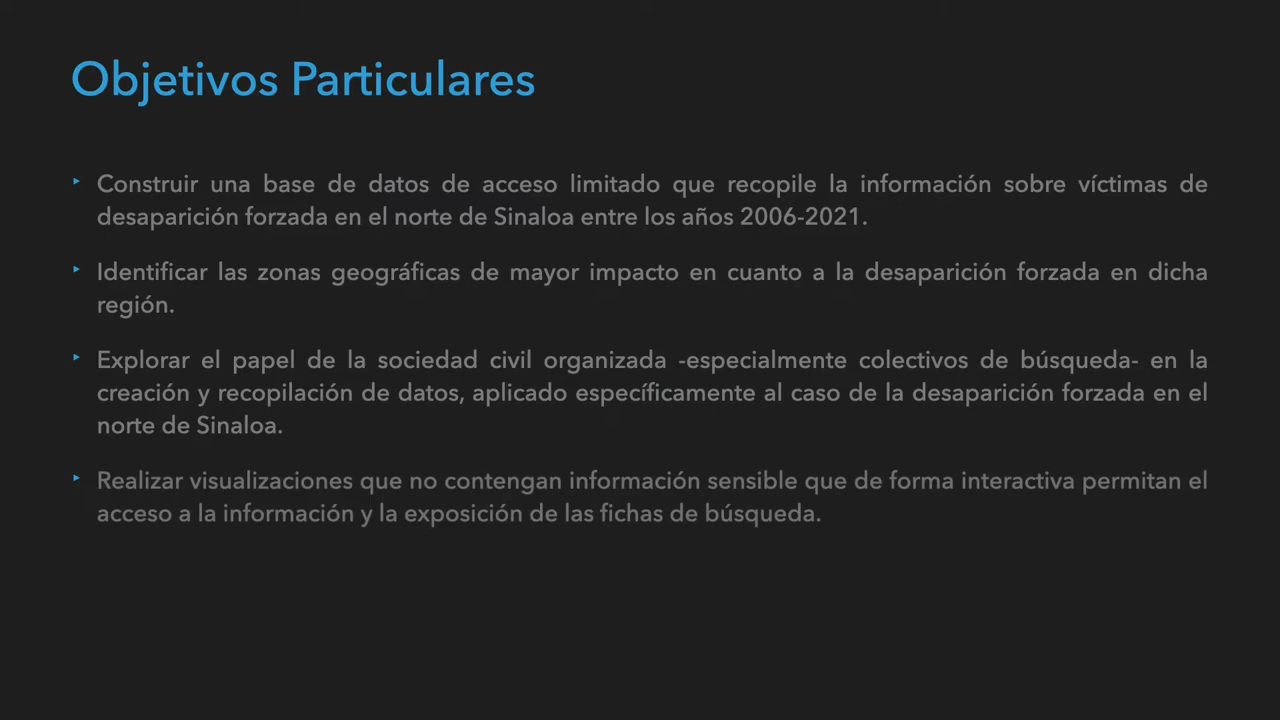 Objetivos Particulares
‣ Construir una base de datos de acceso limitado que recopile la información sobre víctimas de
desaparición forzada en el norte de Sinaloa entre los años 2006-2021.
‣ Identificar las zonas geográficas de mayor impacto en cuanto a la desaparición forzada en dicha
región.
‣ Explorar el papel de la sociedad civil organizada -especialmente colectivos de búsqueda- en la
creación y recopilación de datos, aplicado específicamente al caso de la desaparición forzada en el
norte de Sinaloa.
‣ Realizar visualizaciones que no contengan información sensible que de forma interactiva permitan el
acceso a la información y la exposición de las fichas de búsqueda.